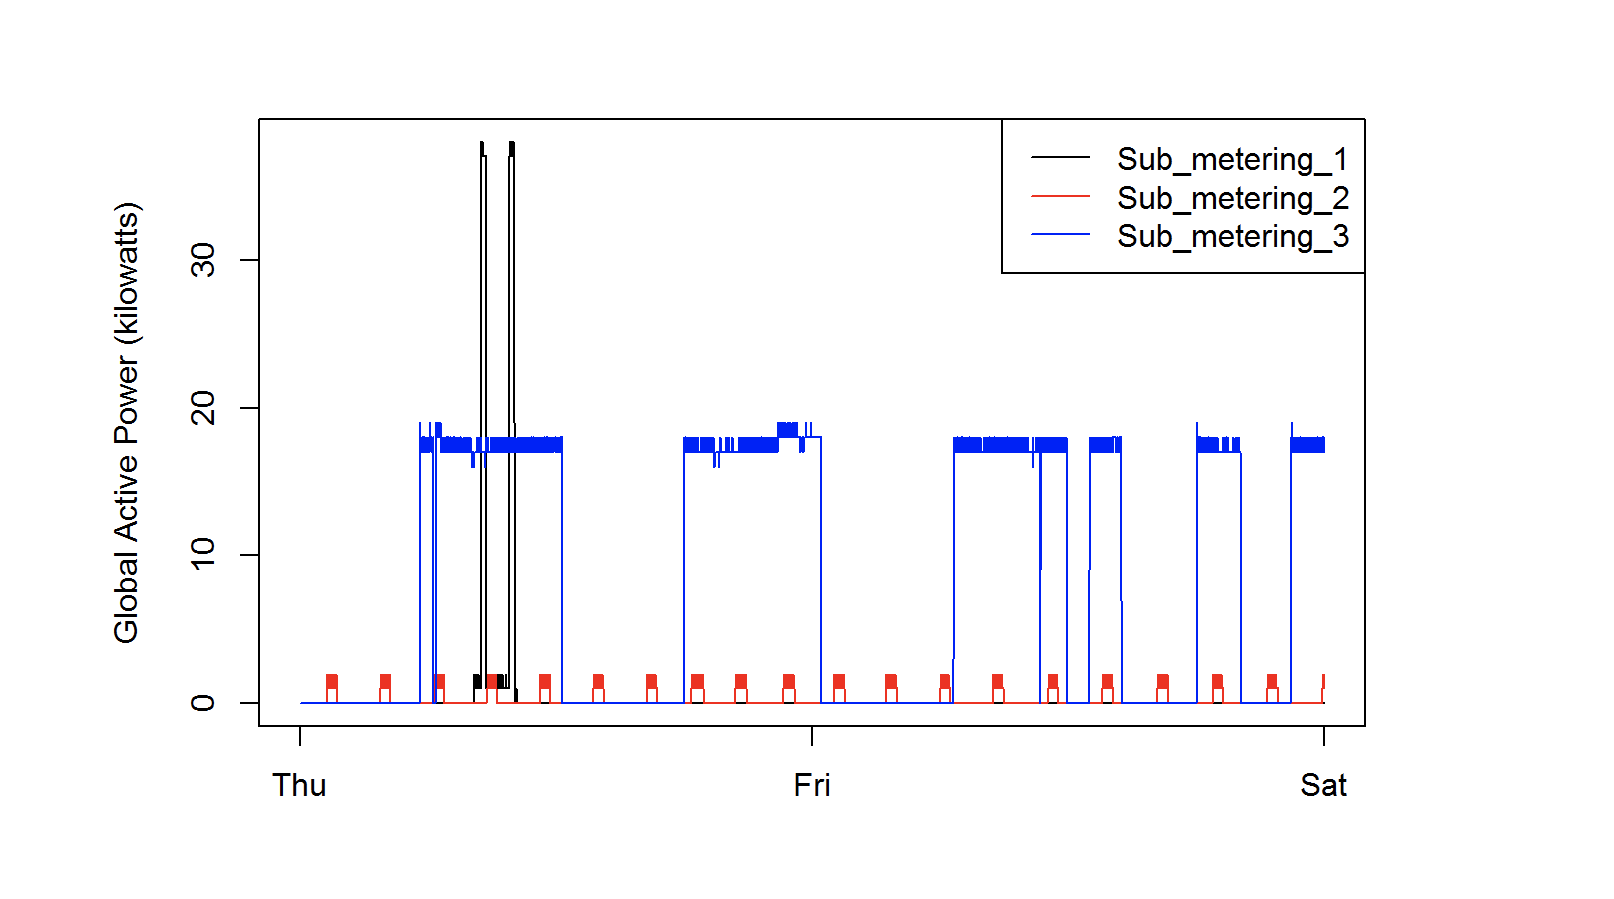 Sub_metering_1
Sub_metering_2
Sub_metering_3
Global Active Power (kilowatts)
30
20
10
0
Thu Fri Sat